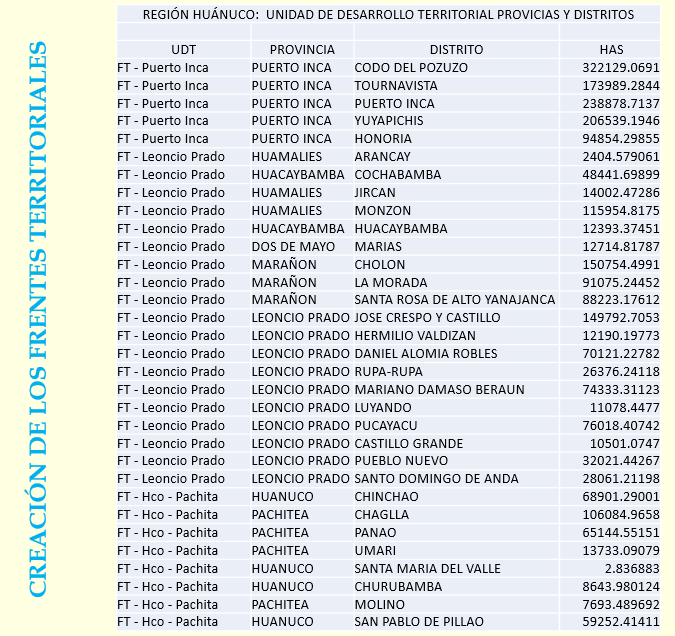 CREACIÓN DE LOS FRENTES TERRITORIALES
REGIÓN HUÁNUCO: UNIDAD DE DESARROLLO TERRITORIAL PROVICIAS Y DISTRITOS
UDT PROVINCIA DISTRITO HAS
FT - Puerto Inca PUERTO INCA CODO DEL POZUZO 322129.0691
FT - Puerto Inca PUERTO INCA TOURNAVISTA 173989.2844
FT - Puerto Inca PUERTO INCA PUERTO INCA 238878.7137
FT - Puerto Inca PUERTO INCA YUYAPICHIS 206539.1946
FT - Puerto Inca PUERTO INCA HONORIA 94854.29855
FT - Leoncio Prado HUAMALIES ARANCAY 2404.579061
FT - Leoncio Prado HUACAYBAMBA COCHABAMBA 48441.69899
FT - Leoncio Prado HUAMALIES JIRCAN 14002.47286
FT - Leoncio Prado HUAMALIES MONZON 115954.8175
FT - Leoncio Prado HUACAYBAMBA HUACAYBAMBA 12393.37451
FT - Leoncio Prado DOS DE MAYO MARIAS 12714.81787
FT - Leoncio Prado MARAÑON CHOLON 150754.4991
FT - Leoncio Prado MARAÑON LA MORADA 91075.24452
FT - Leoncio Prado MARAÑON SANTA ROSA DE ALTO YANAJANCA 88223.17612
FT - Leoncio Prado LEONCIO PRADO JOSE CRESPO Y CASTILLO 149792.7053
FT - Leoncio Prado LEONCIO PRADO HERMILIO VALDIZAN 12190.19773
FT - Leoncio Prado LEONCIO PRADO DANIEL ALOMIA ROBLES 70121.22782
FT - Leoncio Prado LEONCIO PRADO RUPA-RUPA 26376.24118
FT - Leoncio Prado LEONCIO PRADO MARIANO DAMASO BERAUN 74333.31123
FT - Leoncio Prado LEONCIO PRADO LUYANDO 11078.4477
FT - Leoncio Prado LEONCIO PRADO PUCAYACU 76018.40742
FT - Leoncio Prado LEONCIO PRADO CASTILLO GRANDE 10501.0747
FT - Leoncio Prado LEONCIO PRADO PUEBLO NUEVO 32021.44267
FT - Leoncio Prado LEONCIO PRADO SANTO DOMINGO DE ANDA 28061.21198
FT - Hco - Pachita HUANUCO CHINCHAO 68901.29001
FT - Hco - Pachita PACHITEA CHAGLLA 106084.9658
FT - Hco - Pachita PACHITEA PANAO 65144.55151
FT - Hco - Pachita PACHITEA UMARI 13733.09079
FT - Hco - Pachita HUANUCO SANTA MARIA DEL VALLE 2.836883
FT - Hco - Pachita HUANUCO CHURUBAMBA 8643.980124
FT - Hco - Pachita PACHITEA MOLINO 7693.489692
FT - Hco - Pachita HUANUCO SAN PABLO DE PILLAO 59252.41411